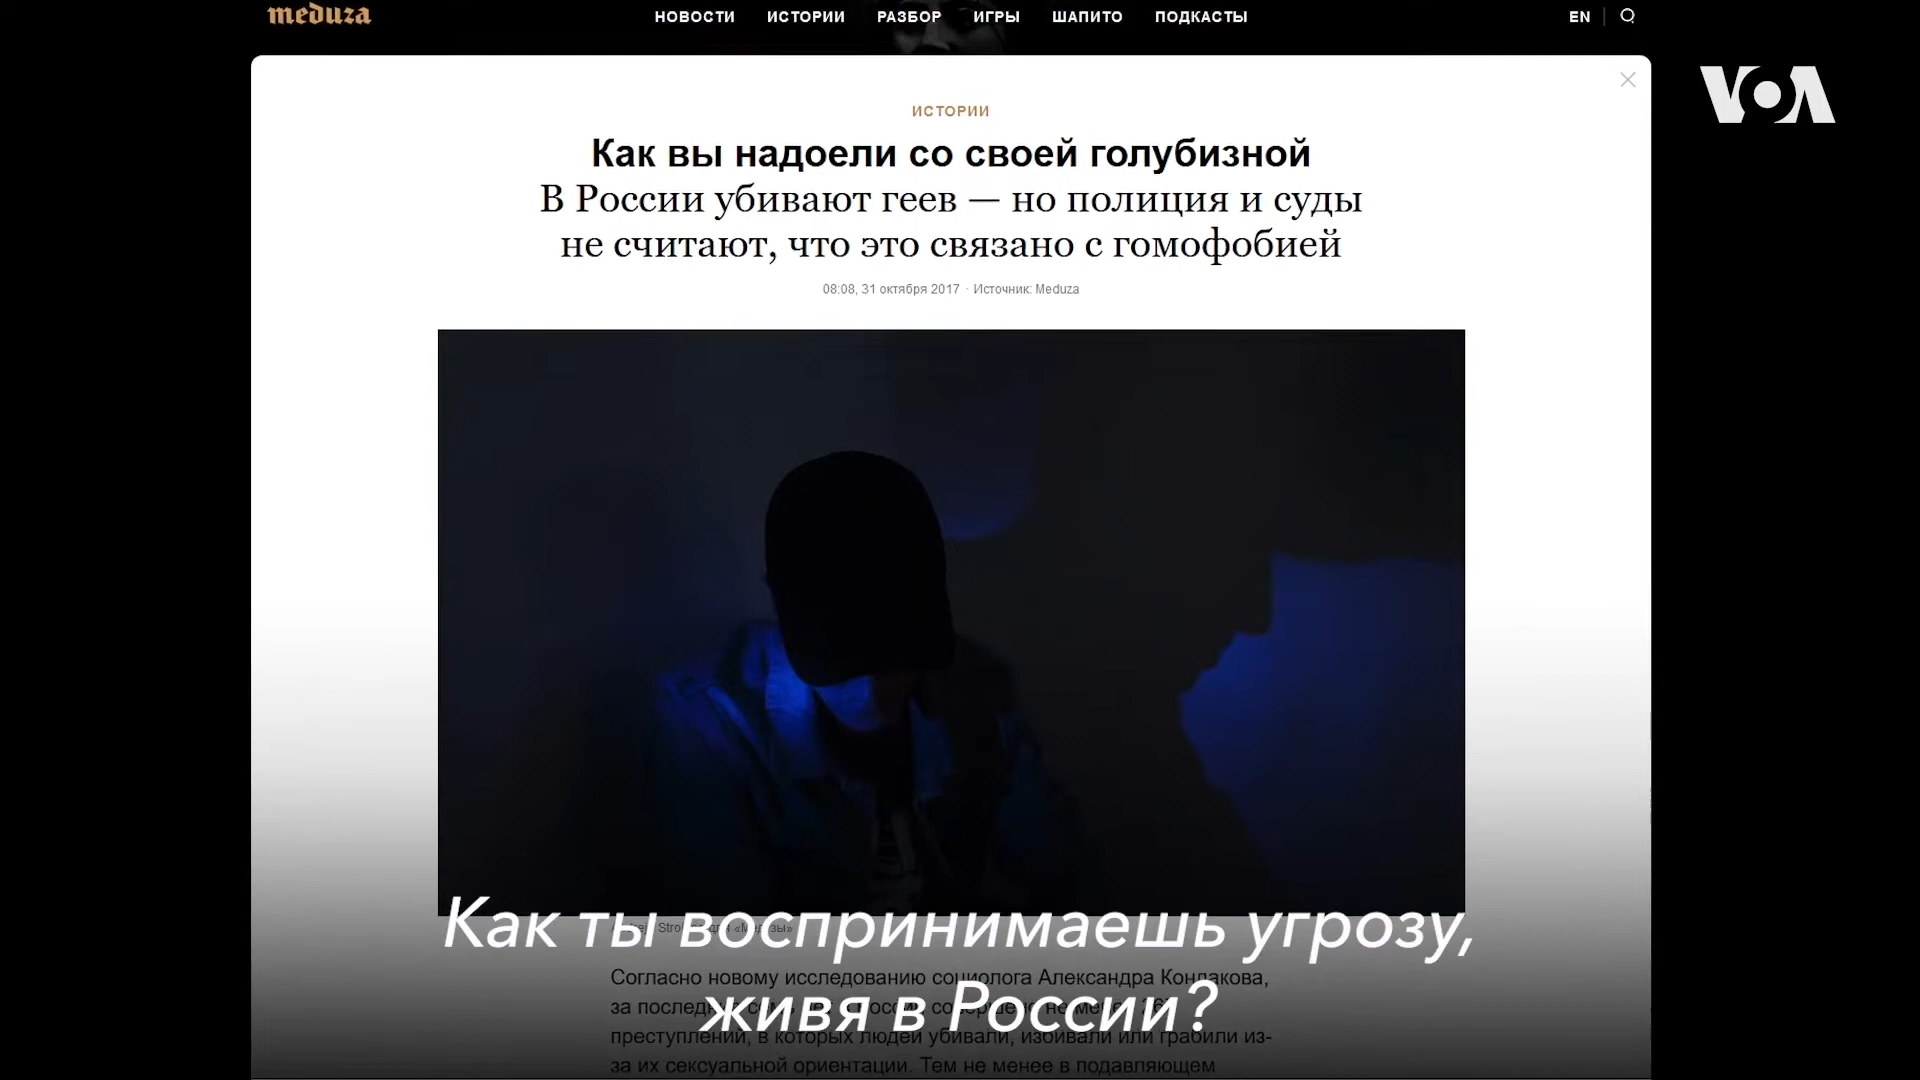 meduza
НОВОСТИ ИСТОРИИ РАЗБОР ИГРЫ ШАПИТО ПОДКАСТЫ EN
VOA
ИСТОРИИ
Как вы надоели со своей голубизной
В России убивают геев — но полиция и суды
не считают, что это связано с гомофобией
08:08, 31 октября 2017 · Источник: Meduza
Как ты воспринимаешь угрозу,
живя в России?
Согласно новому исследованию социолога Александра Кондакова,
за
преступлений, в которых людей убивали, избивали или грабили из-
за их сексуальной ориентации. Тем не менее в подавляющем